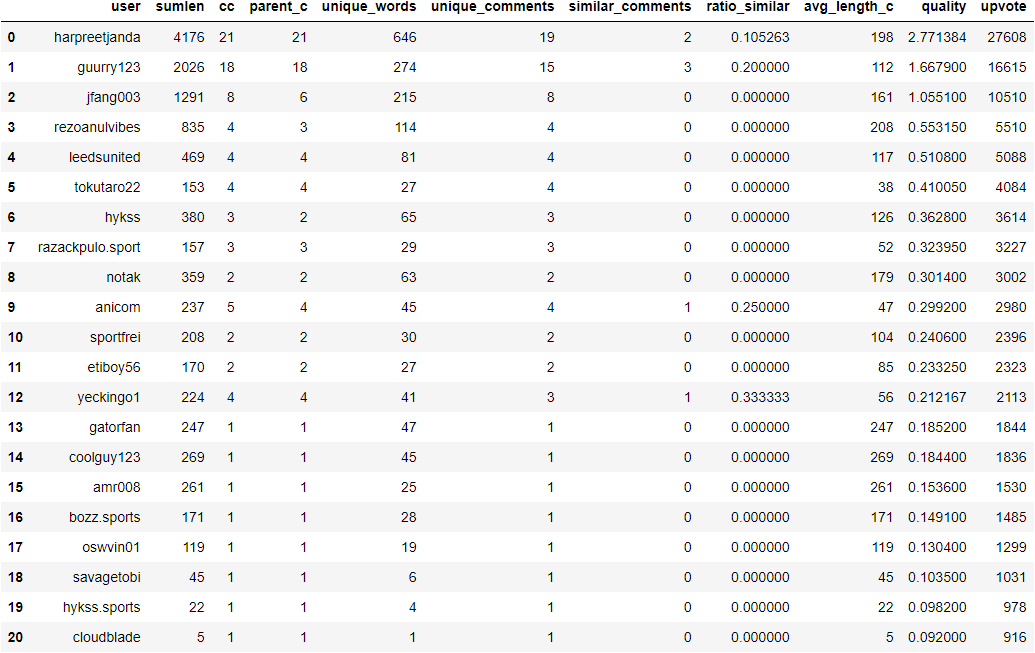 user sumlen cc parent_c unique_words unique_comments similar_comments ratio_similar avg_length_c quality upvote
0 harpreetjanda 4176 21 21 646 19 2 0.105263 198 2.771384 27608
1 guurry123 2026 18 18 274 15 3 0.200000 112 1.667900 16615
2 jfang003 1291 8 6 215 8 0 0.000000 161 1.055100 10510
3 rezoanulvibes 835 4 3 114 4 0 0.000000 208 0.553150 5510
4 leedsunited 469 4 4 81 4 0 0.000000 117 0.510800 5088
5 tokutaro22 153 4 4 27 4 0 0.000000 38 0.410050 4084
6 hykss 380 3 2 65 3 0 0.000000 126 0.362800 3614
7 razackpulo.sport 157 3 3 29 3 0 0.000000 52 0.323950 3227
8 notak 359 2 2 63 2 0 0.000000 179 0.301400 3002
9 anicom 237 5 4 45 4 1 0.250000 47 0.299200 2980
10 sportfrei 208 2 2 30 2 0 0.000000 104 0.240600 2396
11 etiboy56 170 2 2 27 2 0 0.000000 85 0.233250 2323
12 yeckingo1 224 4 4 41 3 1 0.333333 56 0.212167 2113
13 gatorfan 247 1 1 47 1 0 0.000000 247 0.185200 1844
14 coolguy123 269 1 1 45 1 0 0.000000 269 0.184400 1836
15 amr008 261 1 1 25 1 0 0.000000 261 0.153600 1530
16 bozz.sports 171 1 1 28 1 0 0.000000 171 0.149100 1485
17 oswvin01 119 1 1 19 1 0 0.000000 119 0.130400 1299
18 savagetobi 45 1 1 6 1 0 0.000000 45 0.103500 1031
19 hykss.sports 22 1 1 4 1 0 0.000000 22 0.098200 978
20 cloudblade 5 1 1 1 1 0 0.000000 5 0.092000 916